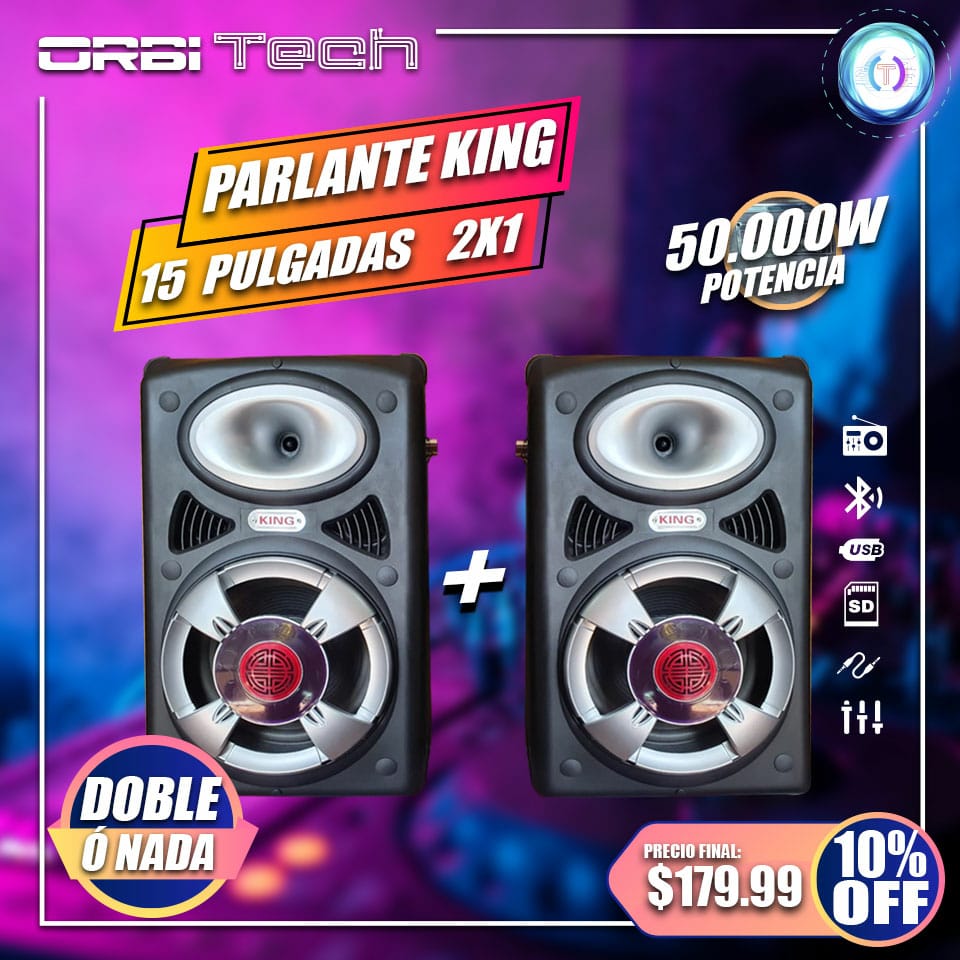 ORBI Tech
T
PARLANTE KING
15 PULGADAS 2X1
50.000W
POTENCIA
KING
KING
+
USB
SD
DOBLE
Ó NADA
PRECIO FINAL:
$179.99
10%
OFF